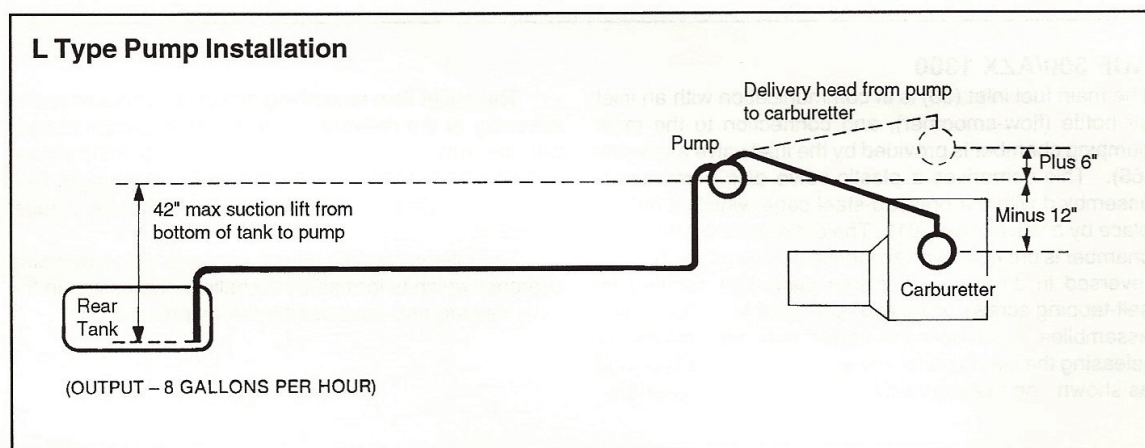 L Type Pump Installation
Delivery head from pump
to carburetter
Pump
Plus 6"
42" max suction lift from
bottom of tank to pump
Minus 12"
Rear
Tank
Carburetter
(OUTPUT – 8 GALLONS PER HOUR)